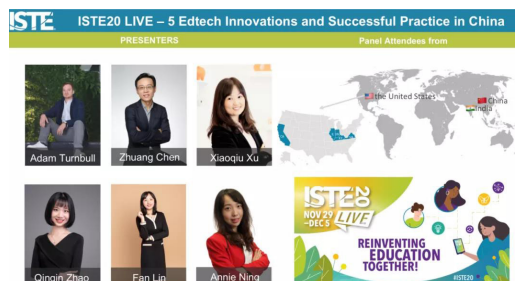 ISTE
ISTE20 LIVE – 5 Edtech Innovations and Successful Practice in China
PRESENTERS
Panel Attendees from
Adam Turnbull
Zhuang Chen
Xiaoqiu Xu
the United States
China
India
Qingin Zhao
Fan Lin
Annie Ning
ISTE20
LIVE
NOV 29
–DEC 5
REINVENTING
EDUCATION
TOGETHER!
#ISTE20